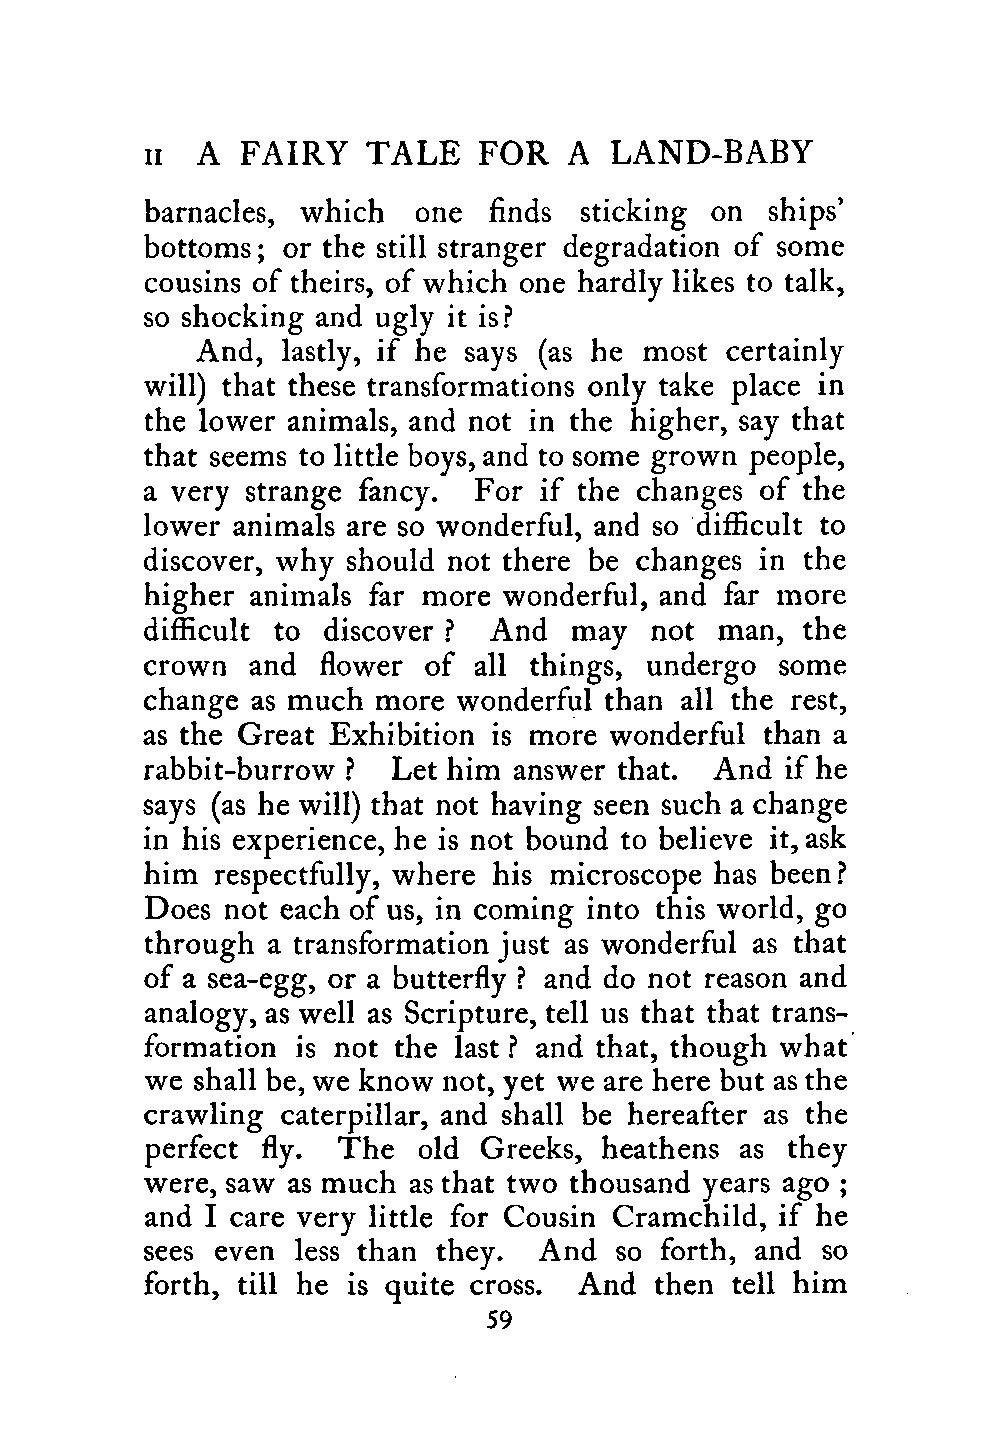 II A FAIRY TALE FOR A LAND-BABY
barnacles, which one finds sticking on ships'
bottoms; or the still stranger degradation of some
cousins of theirs, of which one hardly likes to talk,
so shocking and ugly it is?
And, lastly, if he says (as he most certainly
will) that these transformations only take place in
the lower animals, and not in the higher, say that
that seems to little boys, and to some grown people,
a very strange fancy. For if the changes of the
lower animals are so wonderful, and so difficult to
discover, why should not there be changes in the
higher animals far more wonderful, and far more
difficult to discover ? And may not man, the
crown and flower of all things, undergo some
change as much more wonderful than all the rest,
as the Great Exhibition is more wonderful than a
rabbit-burrow ? Let him answer that. And if he
says (as he will) that not having seen such a change
in his experience, he is not bound to believe it, ask
him respectfully, where his microscope has been?
Does not each of us, in coming into this world, go
through a transformation just as wonderful as that
of a sea-egg, or a butterfly ? and do not reason and
analogy, as well as Scripture, tell us that that trans-
formation is not the last ? and that, though what
we shall be, we know not, yet we are here but as the
crawling caterpillar, and shall be hereafter as the
perfect fly. The old Greeks, heathens as they
were, saw as much as that two thousand years ago ;
and I care very little for Cousin Cramchild, if he
sees even less than they. And so forth, and so
forth, till he is quite cross. And then tell him
59